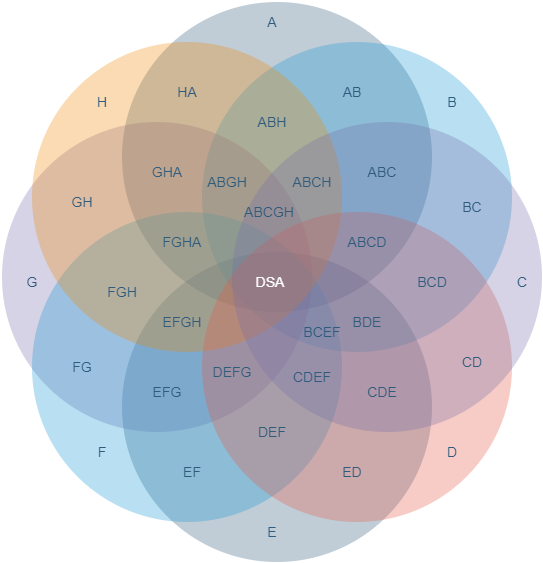 A
HA
AB
H
B
ABH
GHA
ABC
ABGH
ABCH
GH
BC
ABCGH
FGHA
ABCD
G
DSA
BCD
C
FGH
EFGH
BDE
BCEF
FG
CD
DEFG
CDEF
EFG
CDE
DEF
F
D
EF
ED
E